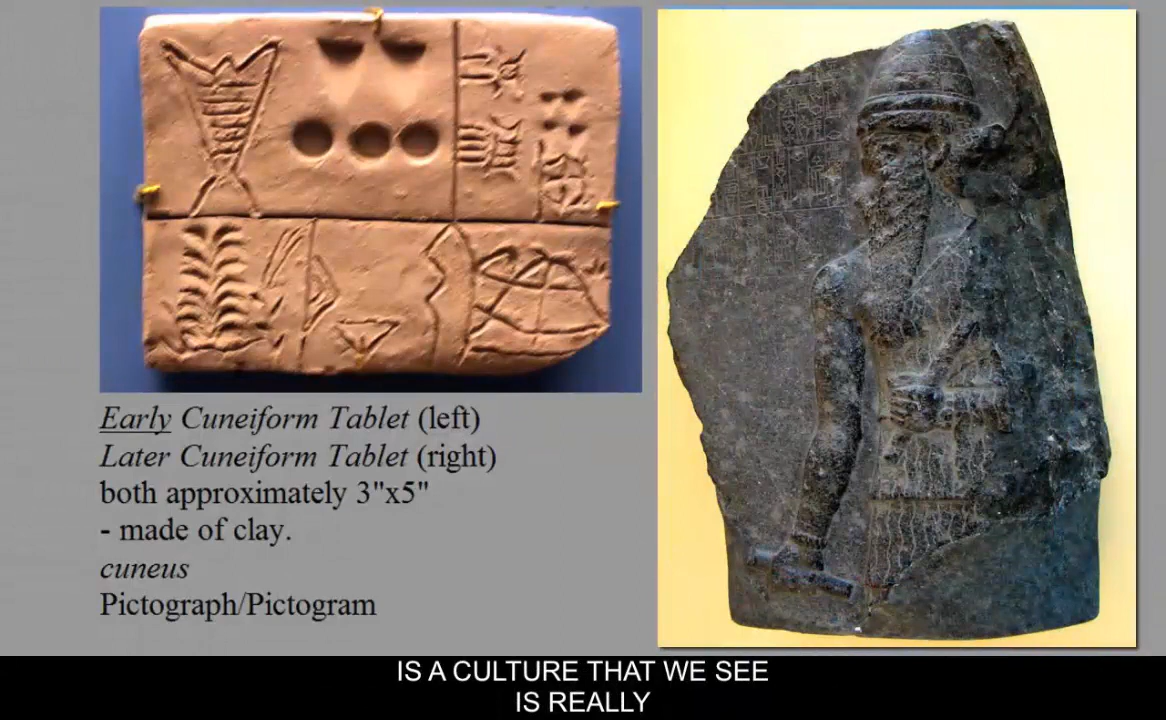 Early Cuneiform Tablet (left)
Later Cuneiform Tablet (right)
both approximately 3"x5"
- made of clay.
cuneus
Pictograph/Pictogram
IS A CULTURE THAT WE SEE
IS REALLY